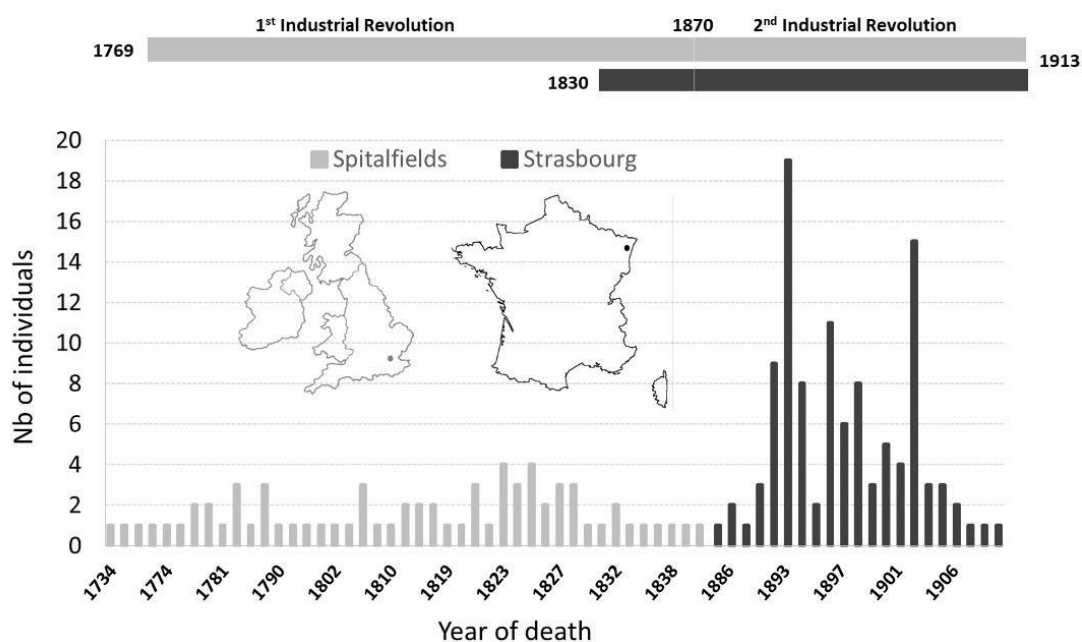 1st Industrial Revolution 1870 2nd Industrial Revolution
1769
1913
1830
20
Spitalfields Strasbourg
18
16
14
12
10
8
6
4
2
0
Nb of individuals
1734 1774 1781 1790 1802 1810 1819 1823 1827 1832 1838 1886 1893 1897 1901 1906
Year of death